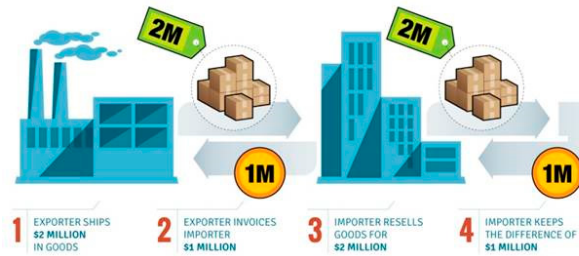 2M
2M
1M
1M
1 EXPORTER SHIPS
$2 MILLION
IN GOODS
2 EXPORTER INVOICES
IMPORTER
$1 MILLION
3 IMPORTER RESELLS
GOODS FOR
$2 MILLION
4 IMPORTER KEEPS
THE DIFFERENCE OF
$1 MILLION